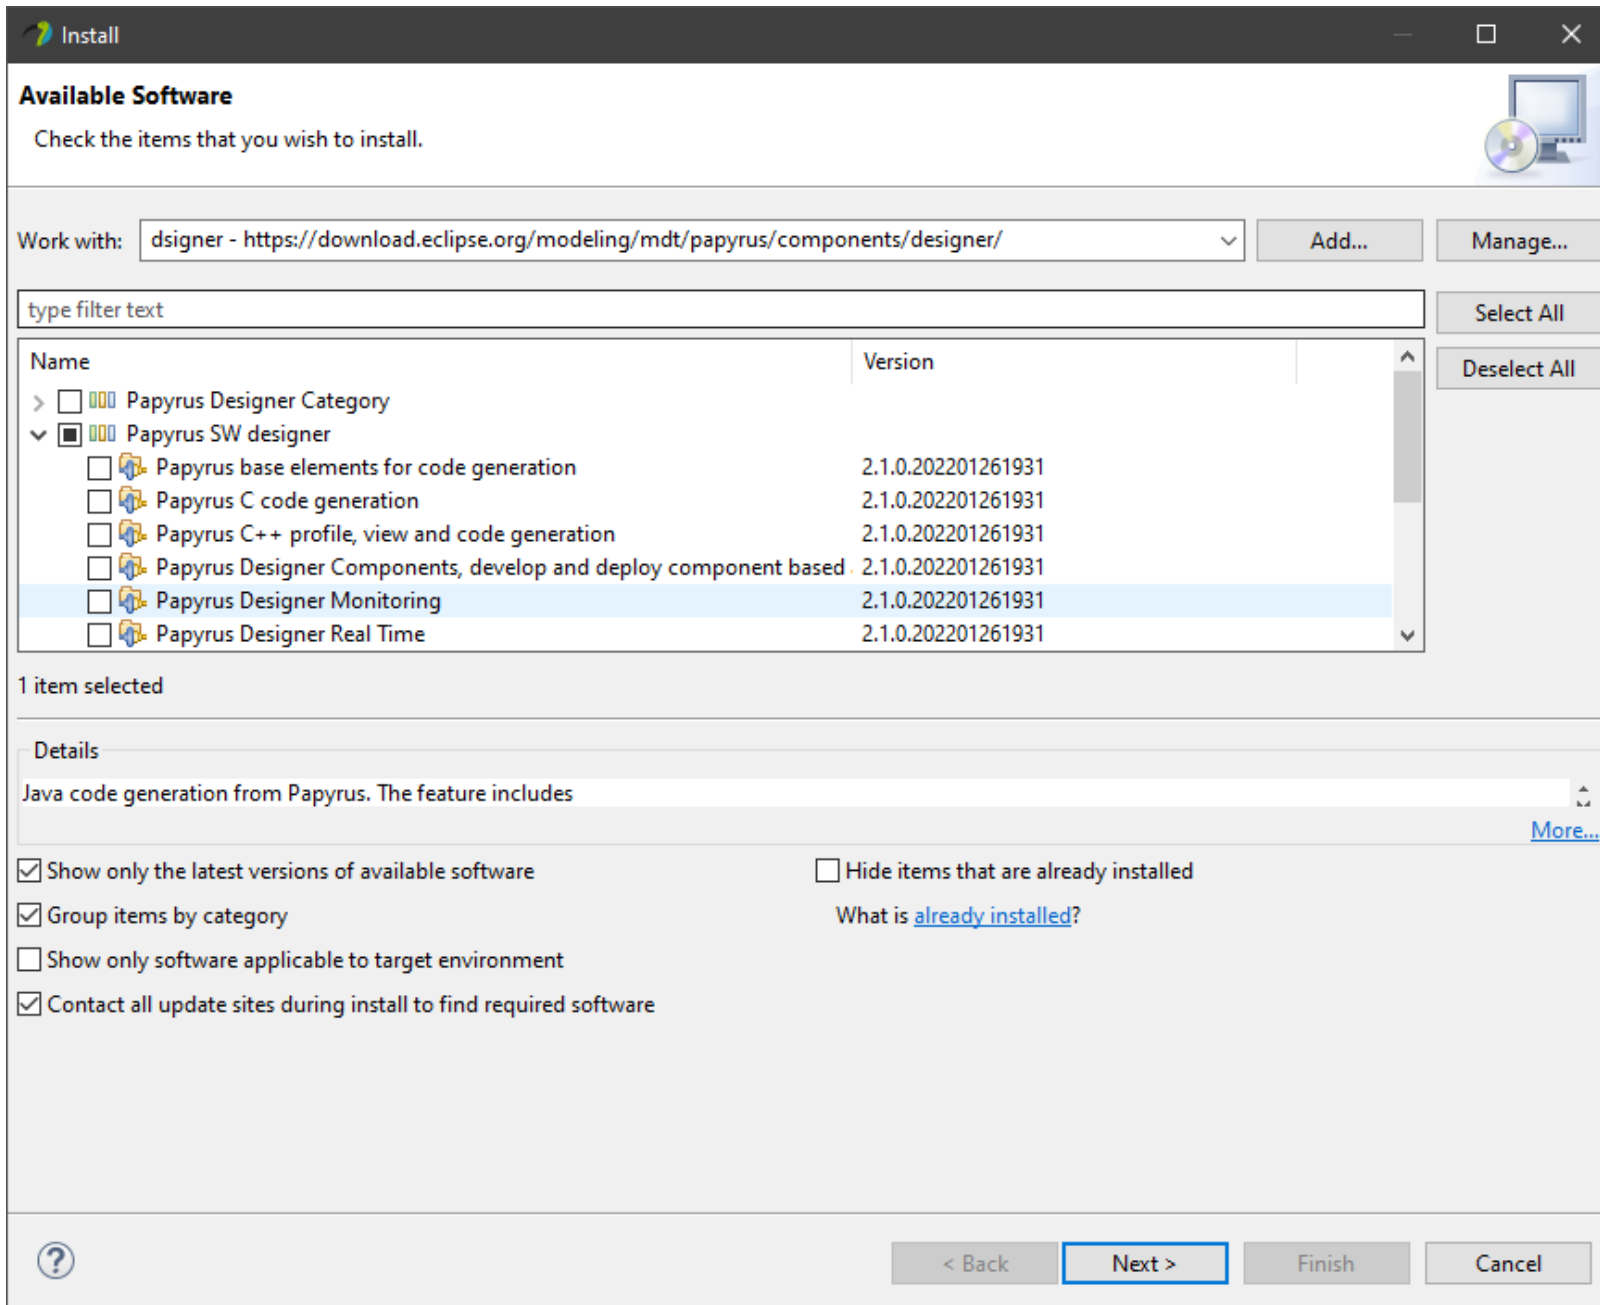 Install
Available Software
Check the items that you wish to install.
Work with: dsigner - https://download.eclipse.org/modeling/mdt/papyrus/components/designer/ Add... Manage...
type filter text Select All
Name Version Deselect All
Papyrus Designer Category
Papyrus SW designer
Papyrus base elements for code generation 2.1.0.202201261931
Papyrus C code generation 2.1.0.202201261931
Papyrus C++ profile, view and code generation 2.1.0.202201261931
Papyrus Designer Components, develop and deploy component based 2.1.0.202201261931
Papyrus Designer Monitoring 2.1.0.202201261931
Papyrus Designer Real Time 2.1.0.202201261931
1 item selected
Details
Java code generation from Papyrus. The feature includes
More...
Show only the latest versions of available software Hide items that are already installed
Group items by category What is already installed?
Show only software applicable to target environment
Contact all update sites during install to find required software
? < Back Next > Finish Cancel